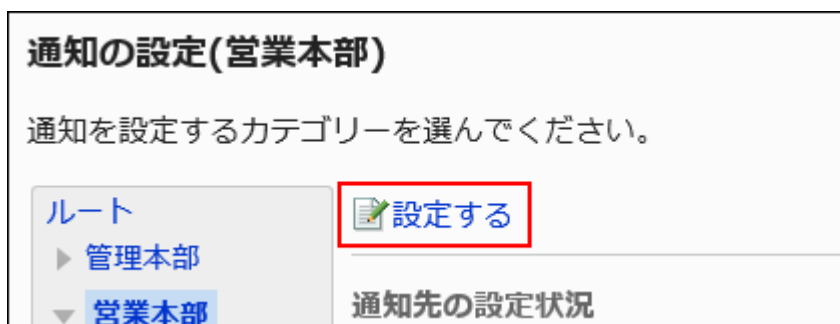 通知の設定(営業本部)
通知を設定するカテゴリーを選んでください。
ルート
管理本部
営業本部
設定する
通知先の設定状況